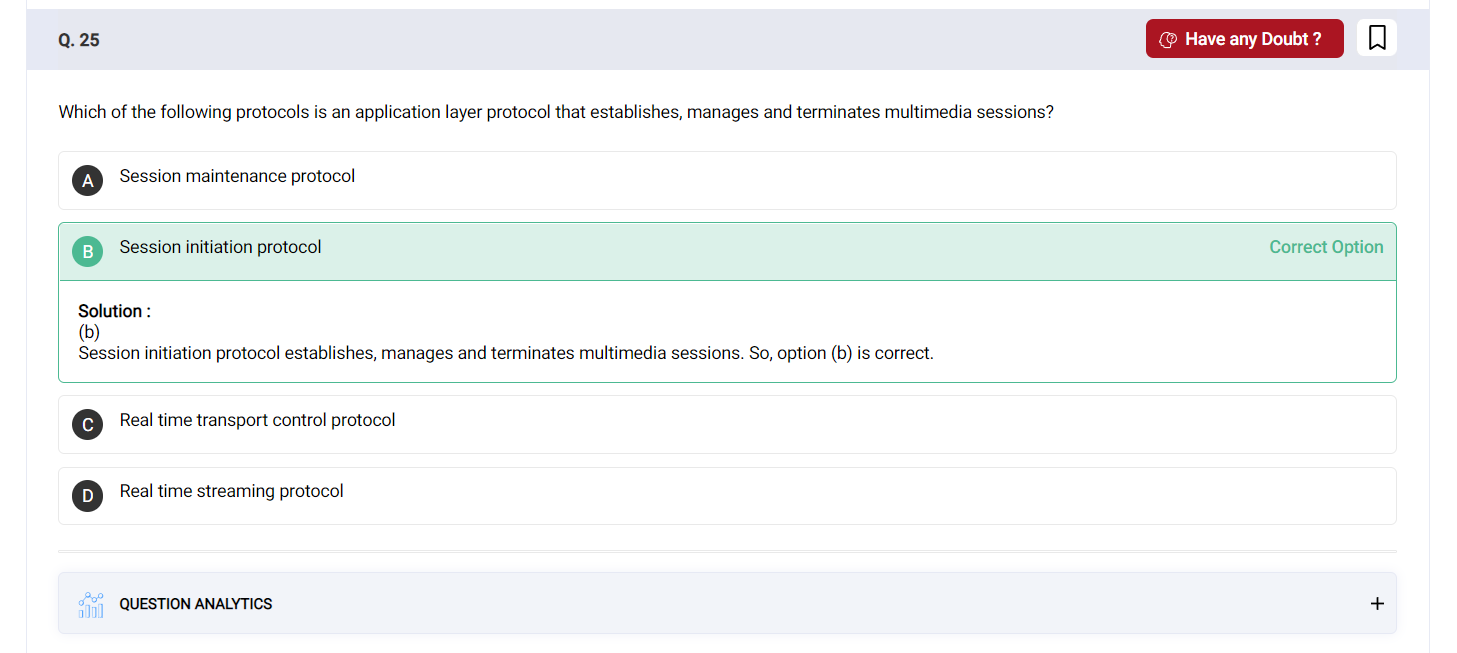 Q. 25
Have any Doubt ?
Which of the following protocols is an application layer protocol that establishes, manages and terminates multimedia sessions?
A Session maintenance protocol
B Session initiation protocol Correct Option
Solution :
(b)
Session initiation protocol establishes, manages and terminates multimedia sessions. So, option (b) is correct.
C Real time transport control protocol
D Real time streaming protocol
QUESTION ANALYTICS +